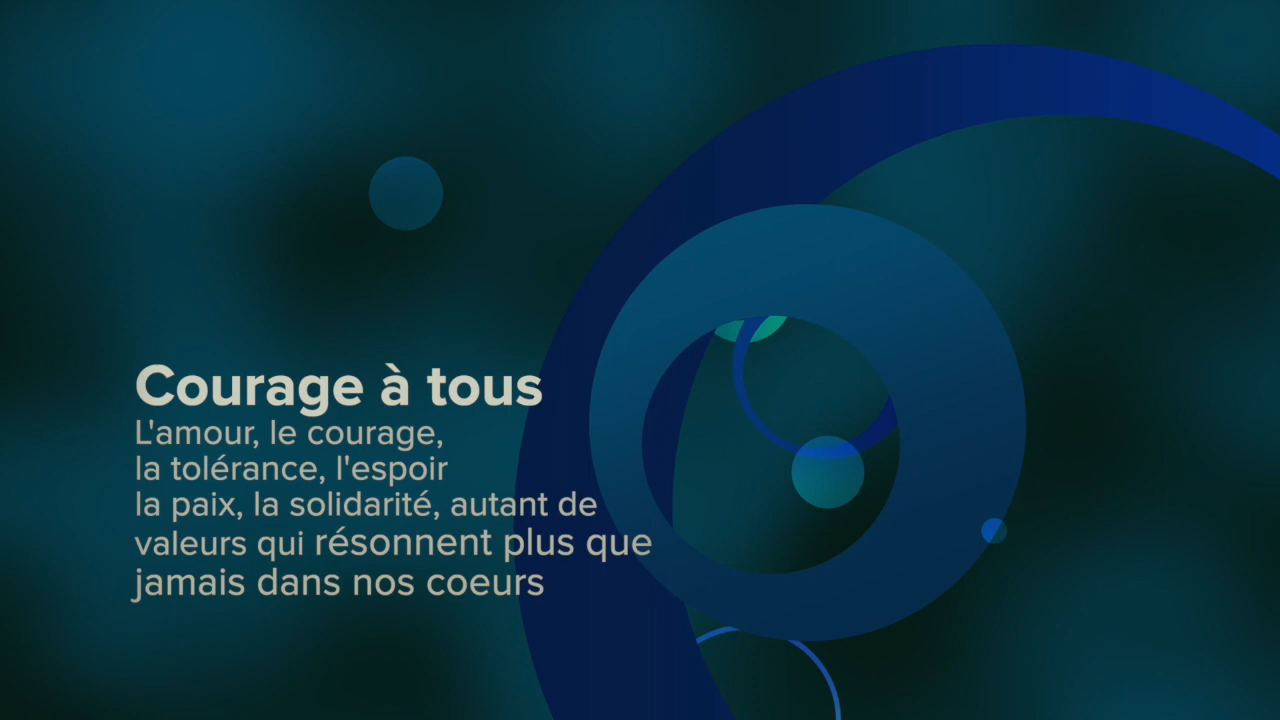 Courage à tous
L'amour, le courage,
la tolérance, l'espoir
la paix, la solidarité, autant de
valeurs qui résonnent plus que
jamais dans nos coeurs